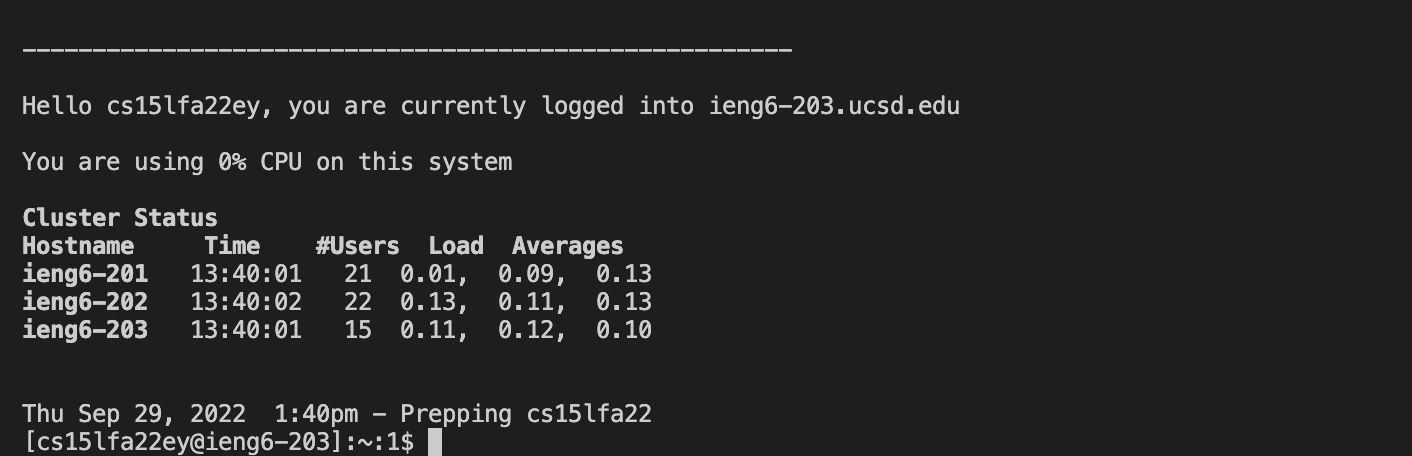 -------------------------------------------------------
Hello cs15lfa22ey, you are currently logged into ieng6-203.ucsd.edu
You are using 0% CPU on this system
Cluster Status
Hostname     Time    #Users  Load  Averages
ieng6-201   13:40:01   21  0.01,  0.09,  0.13
ieng6-202   13:40:02   22  0.13,  0.11,  0.13
ieng6-203   13:40:01   15  0.11,  0.12,  0.10
Thu Sep 29, 2022  1:40pm - Prepping cs15lfa22
[cs15lfa22ey@ieng6-203]:~:1$